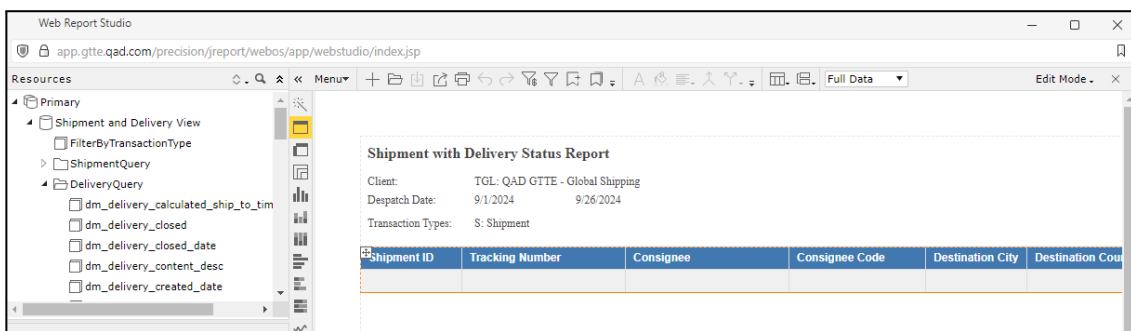 Web Report Studio
app.gtte.qad.com/precision/jreport/webos/app/webstudio/index.jsp
Resources
Menu
Full Data
Edit Mode
Primary
Shipment and Delivery View
FilterByTransactionType
ShipmentQuery
DeliveryQuery
dm_delivery_calculated_ship_to_tim
dm_delivery_closed
dm_delivery_closed_date
dm_delivery_content_desc
dm_delivery_created_date
Shipment with Delivery Status Report
Client: TGL: QAD GTTE - Global Shipping
Despatch Date: 9/1/2024 9/26/2024
Transaction Types: S: Shipment
Shipment ID Tracking Number Consignee Consignee Code Destination City Destination Cour